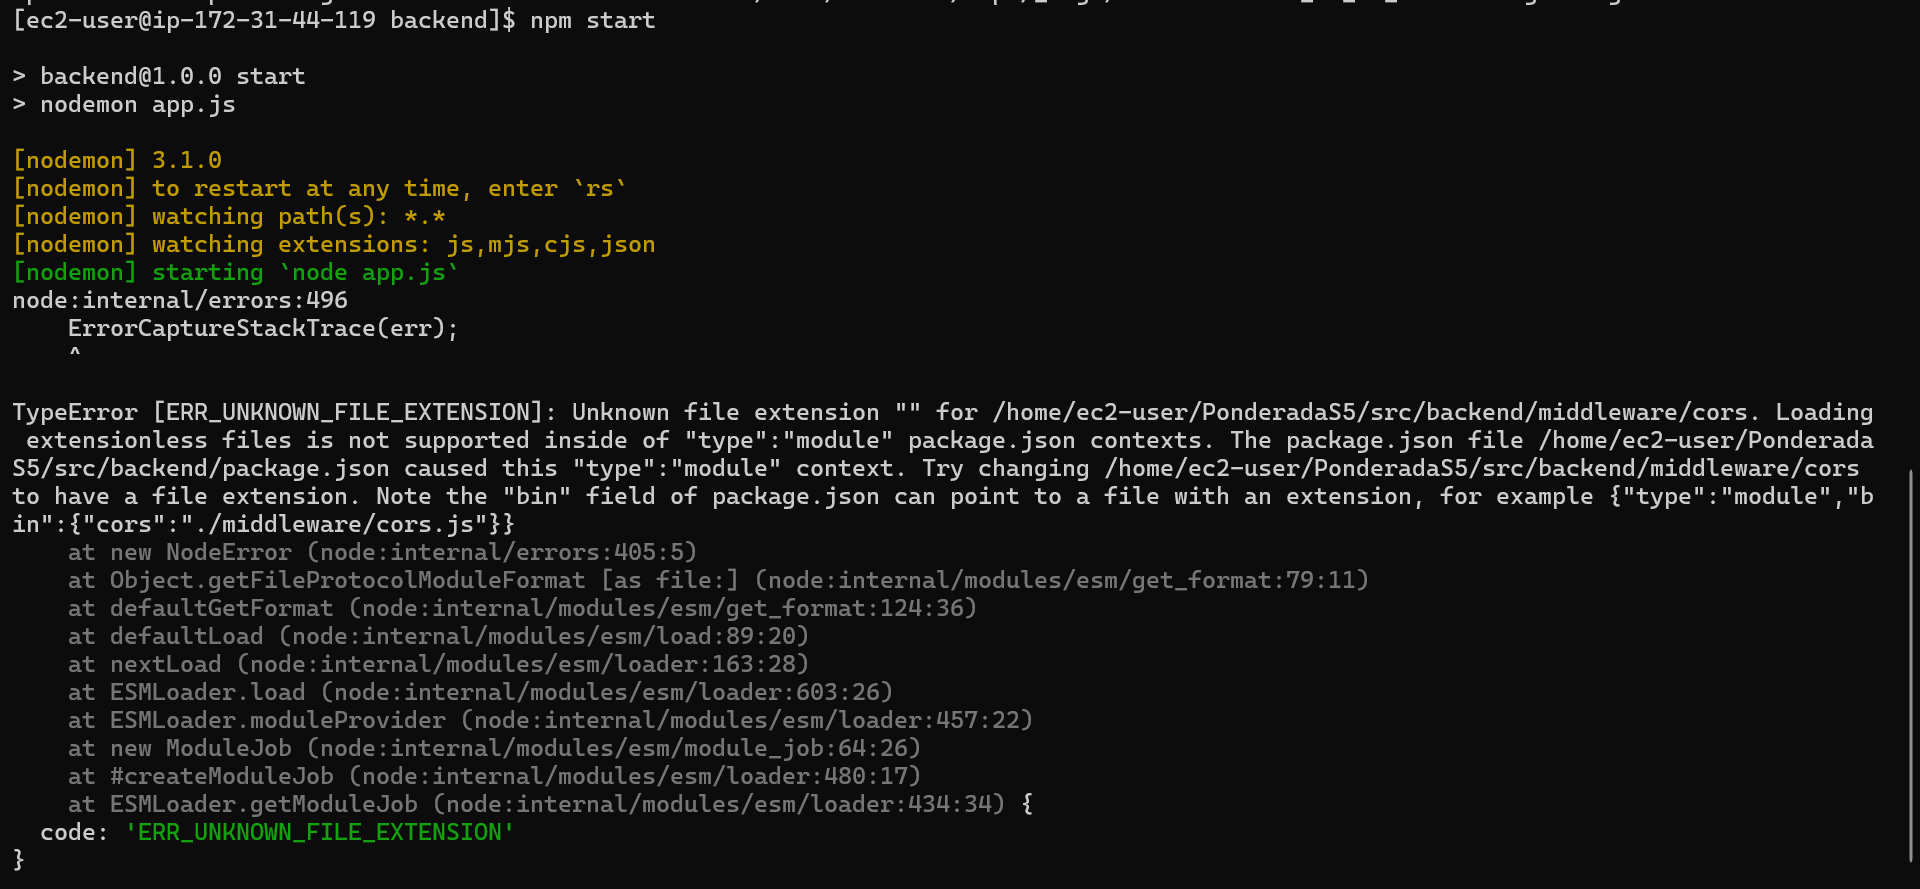 [ec2-user@ip-172-31-44-119 backend]$ npm start
> backend@1.0.0 start
> nodemon app.js
[nodemon] 3.1.0
[nodemon] to restart at any time, enter `rs`
[nodemon] watching path(s): *.*
[nodemon] watching extensions: js,mjs,cjs,json
[nodemon] starting `node app.js`
node:internal/errors:496
    ErrorCaptureStackTrace(err);
    ^
TypeError [ERR_UNKNOWN_FILE_EXTENSION]: Unknown file extension "" for /home/ec2-user/PonderadaS5/src/backend/middleware/cors. Loading
 extensionless files is not supported inside of "type":"module" package.json contexts. The package.json file /home/ec2-user/Ponderada
S5/src/backend/package.json caused this "type":"module" context. Try changing /home/ec2-user/PonderadaS5/src/backend/middleware/cors
to have a file extension. Note the "bin" field of package.json can point to a file with an extension, for example {"type":"module","b
in":{"cors":"./middleware/cors.js"}}
    at new NodeError (node:internal/errors:405:5)
    at Object.getFileProtocolModuleFormat [as file:] (node:internal/modules/esm/get_format:79:11)
    at defaultGetFormat (node:internal/modules/esm/get_format:124:36)
    at defaultLoad (node:internal/modules/esm/load:89:20)
    at nextLoad (node:internal/modules/esm/loader:163:28)
    at ESMLoader.load (node:internal/modules/esm/loader:603:26)
    at ESMLoader.moduleProvider (node:internal/modules/esm/loader:457:22)
    at new ModuleJob (node:internal/modules/esm/module_job:64:26)
    at #createModuleJob (node:internal/modules/esm/loader:480:17)
    at ESMLoader.getModuleJob (node:internal/modules/esm/loader:434:34) {
  code: 'ERR_UNKNOWN_FILE_EXTENSION'
}